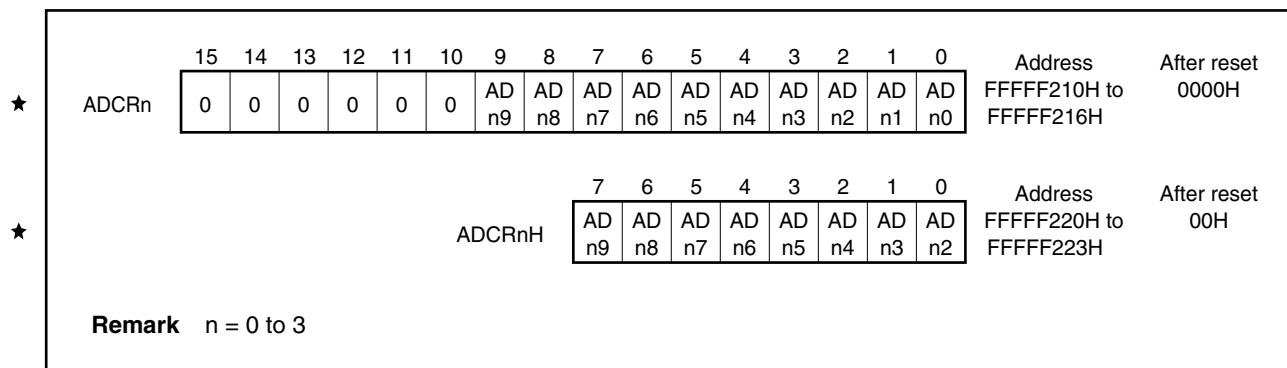 15 14 13 12 11 10 9 8 7 6 5 4 3 2 1 0 Address After reset
★ ADCRn 0 0 0 0 0 0 AD n9 AD n8 AD n7 AD n6 AD n5 AD n4 AD n3 AD n2 AD n1 AD n0 FFFFF210H to FFFFF216H 0000H
7 6 5 4 3 2 1 0 Address After reset
★ ADCRnH AD n9 AD n8 AD n7 AD n6 AD n5 AD n4 AD n3 AD n2 FFFFF220H to FFFFF223H 00H
Remark n = 0 to 3